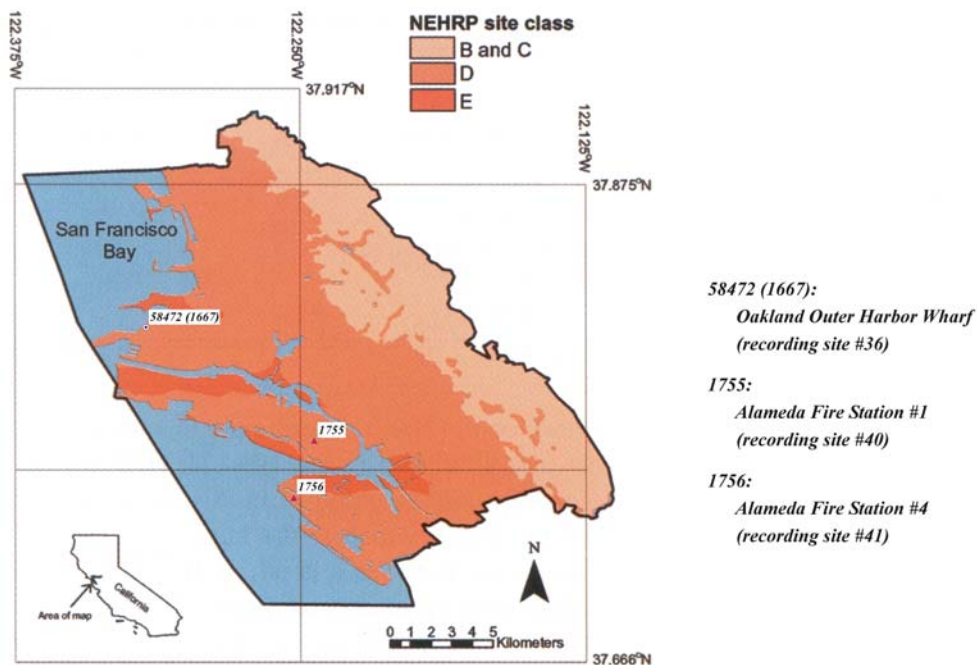 122.375°W
122.250°W
NEHRP site class
B and C
D
E
37.917°N
122.125°W
37.875°N
San Francisco
Bay
58472 (1667)
1755
1756
58472 (1667):
Oakland Outer Harbor Wharf
(recording site #36)
1755:
Alameda Fire Station #1
(recording site #40)
1756:
Alameda Fire Station #4
(recording site #41)
California
Area of map
N
0 1 2 3 4 5
Kilometers
37.666°N